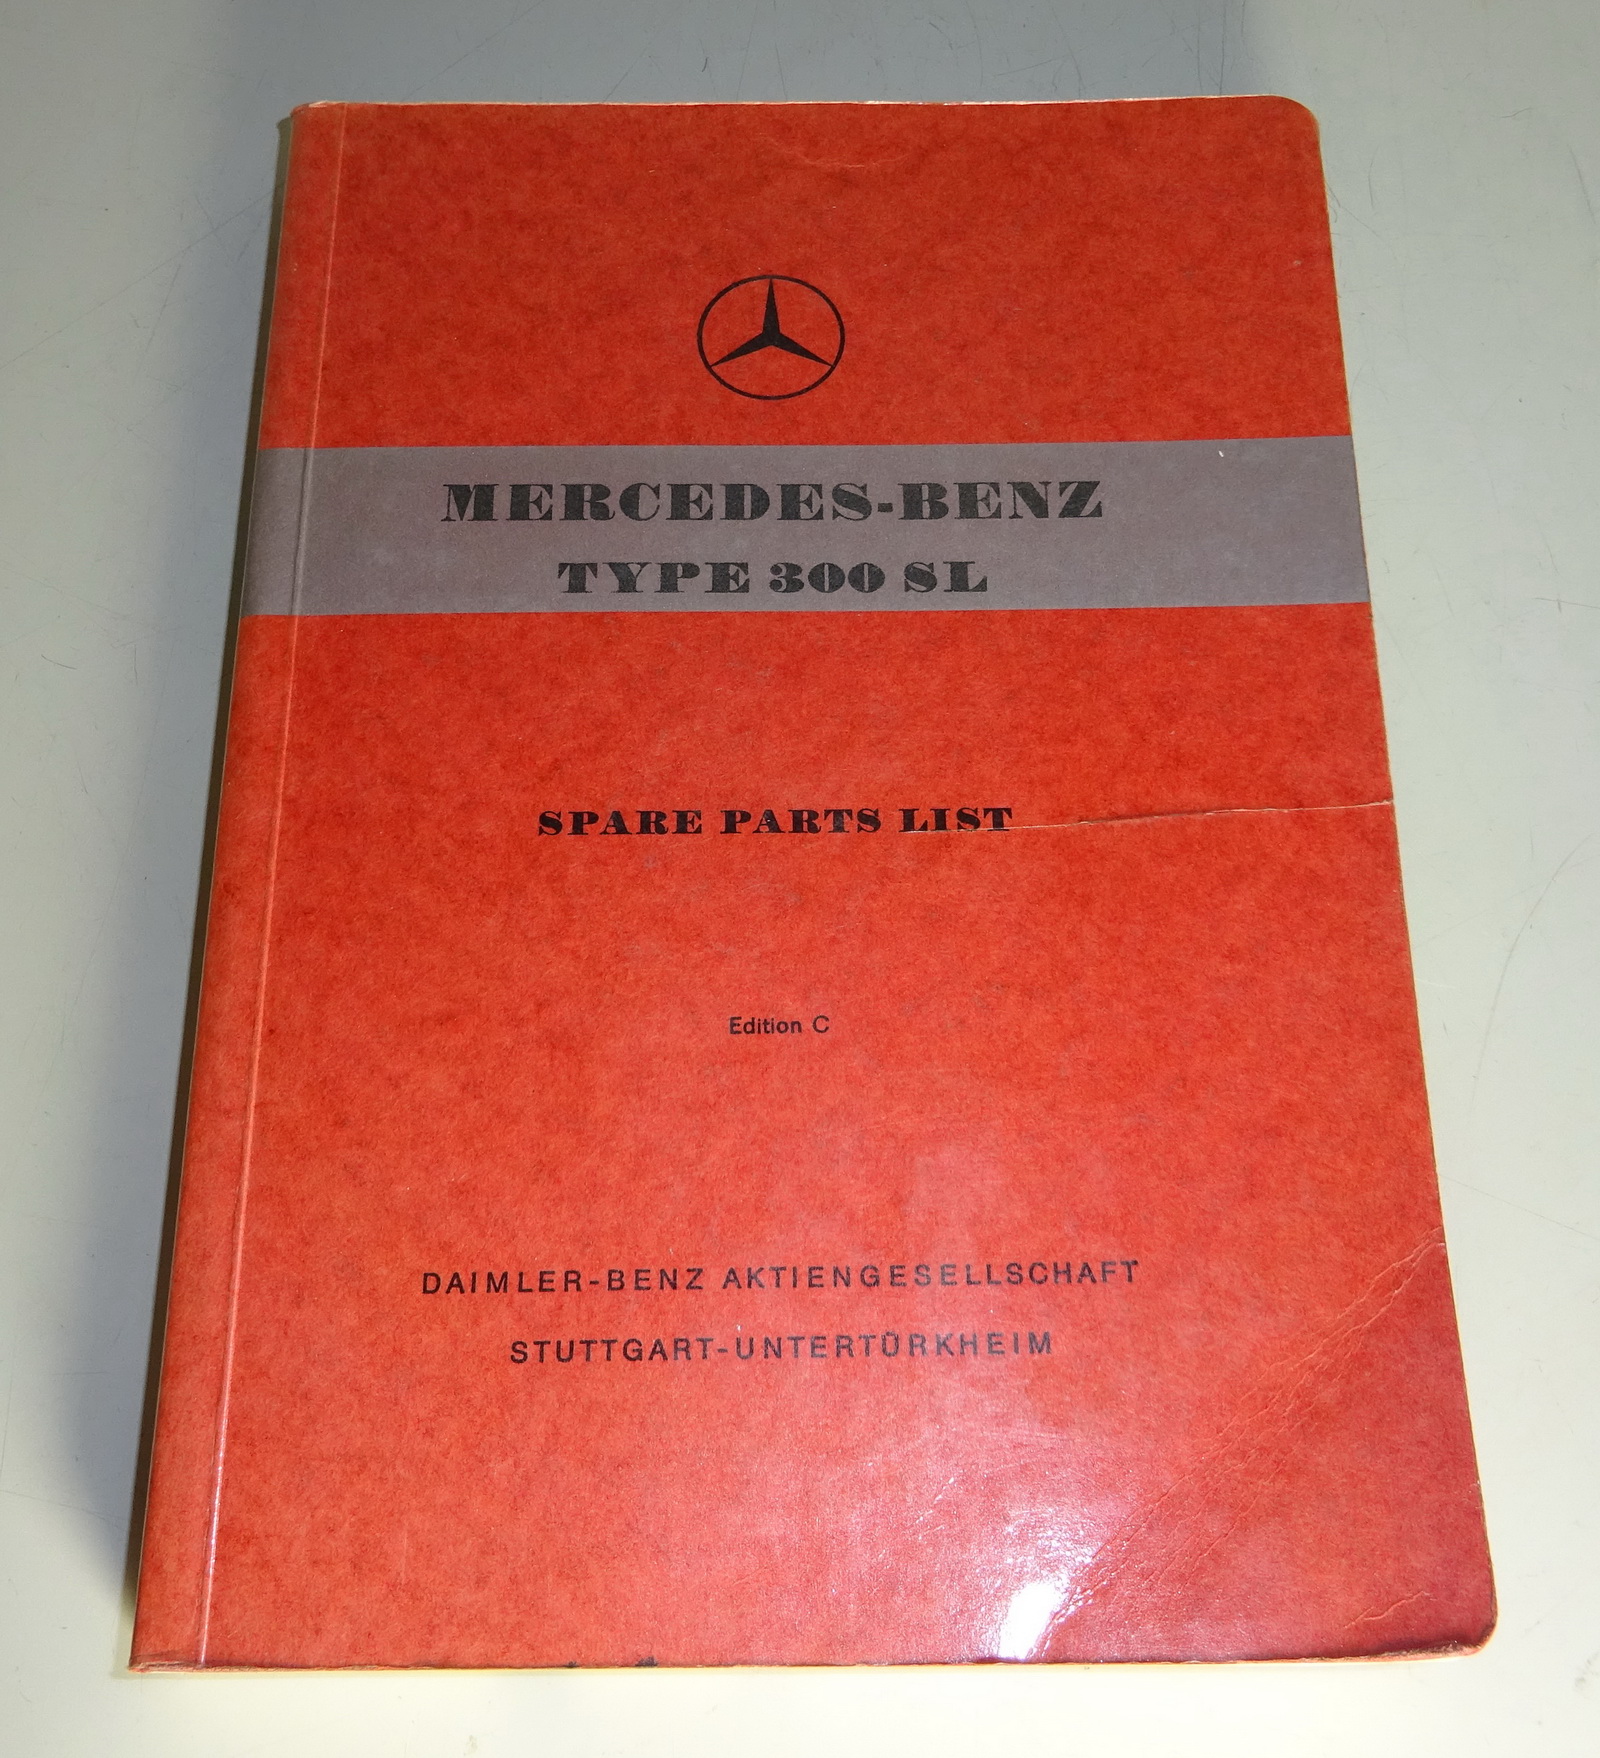 MERCEDES-BENZ
TYPE 300 SL
SPARE PARTS LIST
Edition C
DAIMLER-BENZ AKTIENGESELLSCHAFT
STUTTGART-UNTERTÜRKHEIM